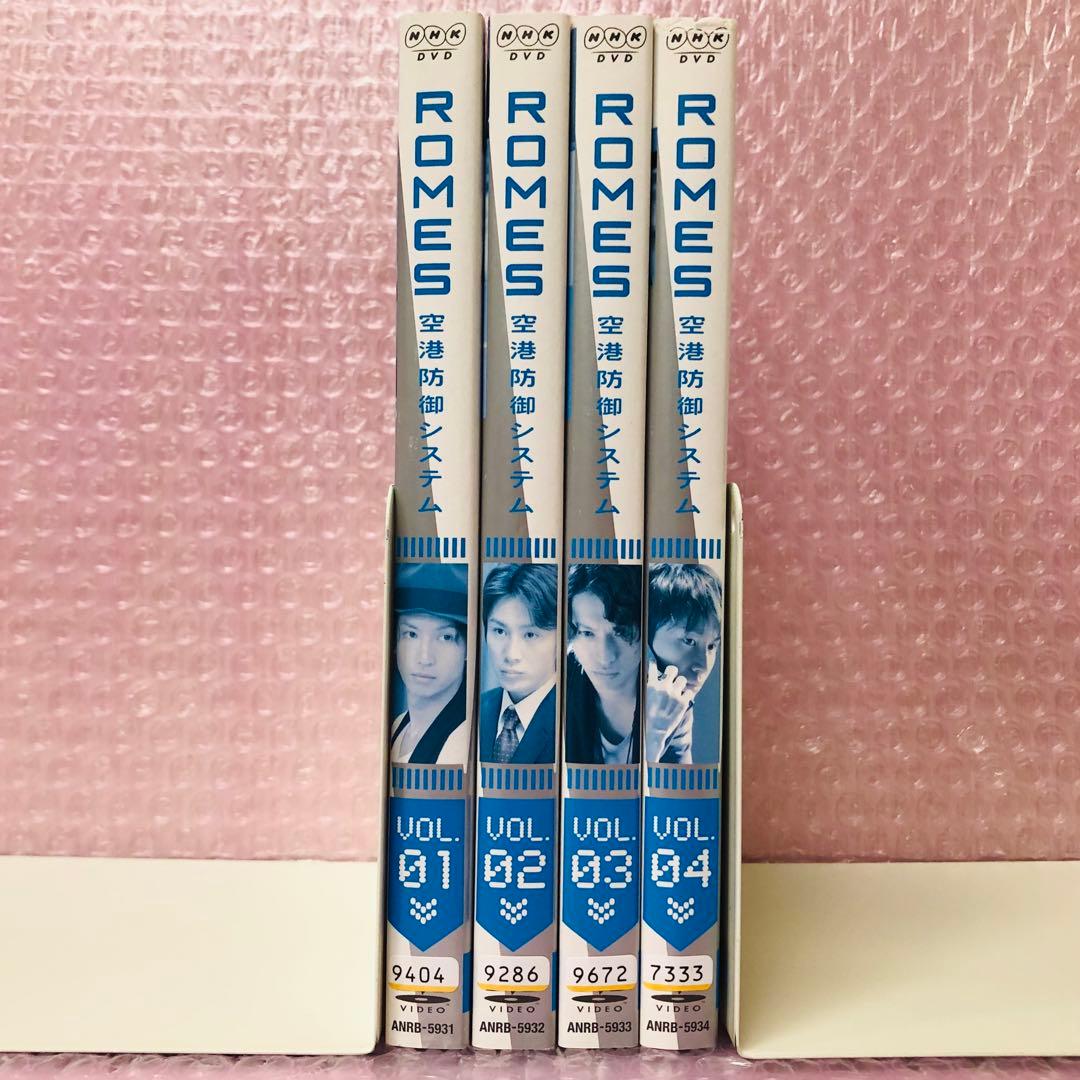 NHK
DVD
ROMES
空港防御システム
VOL.
01
9404
VIDEO
ANRB-5931
NHK
DVD
ROMES
空港防御システム
VOL.
02
9286
VIDEO
ANRB-5932
NHK
DVD
ROMES
空港防御システム
VOL.
03
9672
VIDEO
ANRB-5933
NHK
DVD
ROMES
空港防御システム
VOL.
04
7333
VIDEO
ANRB-5934